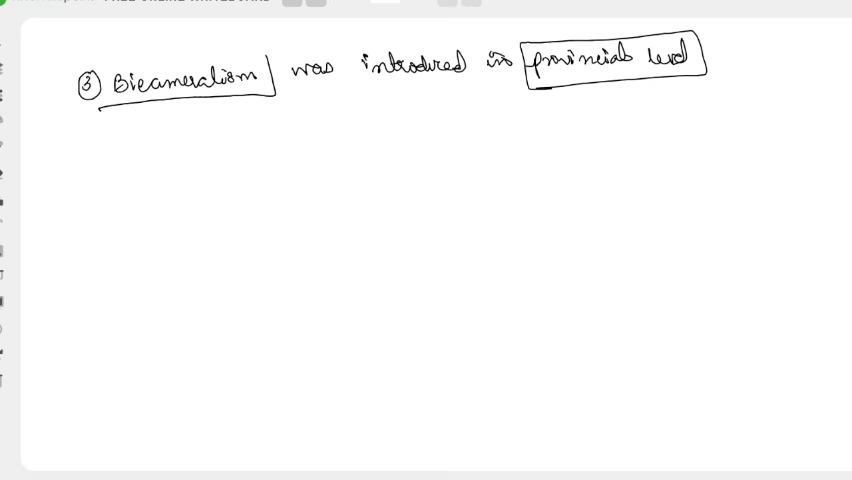 ③ Bicameralism was introduced in provincial level